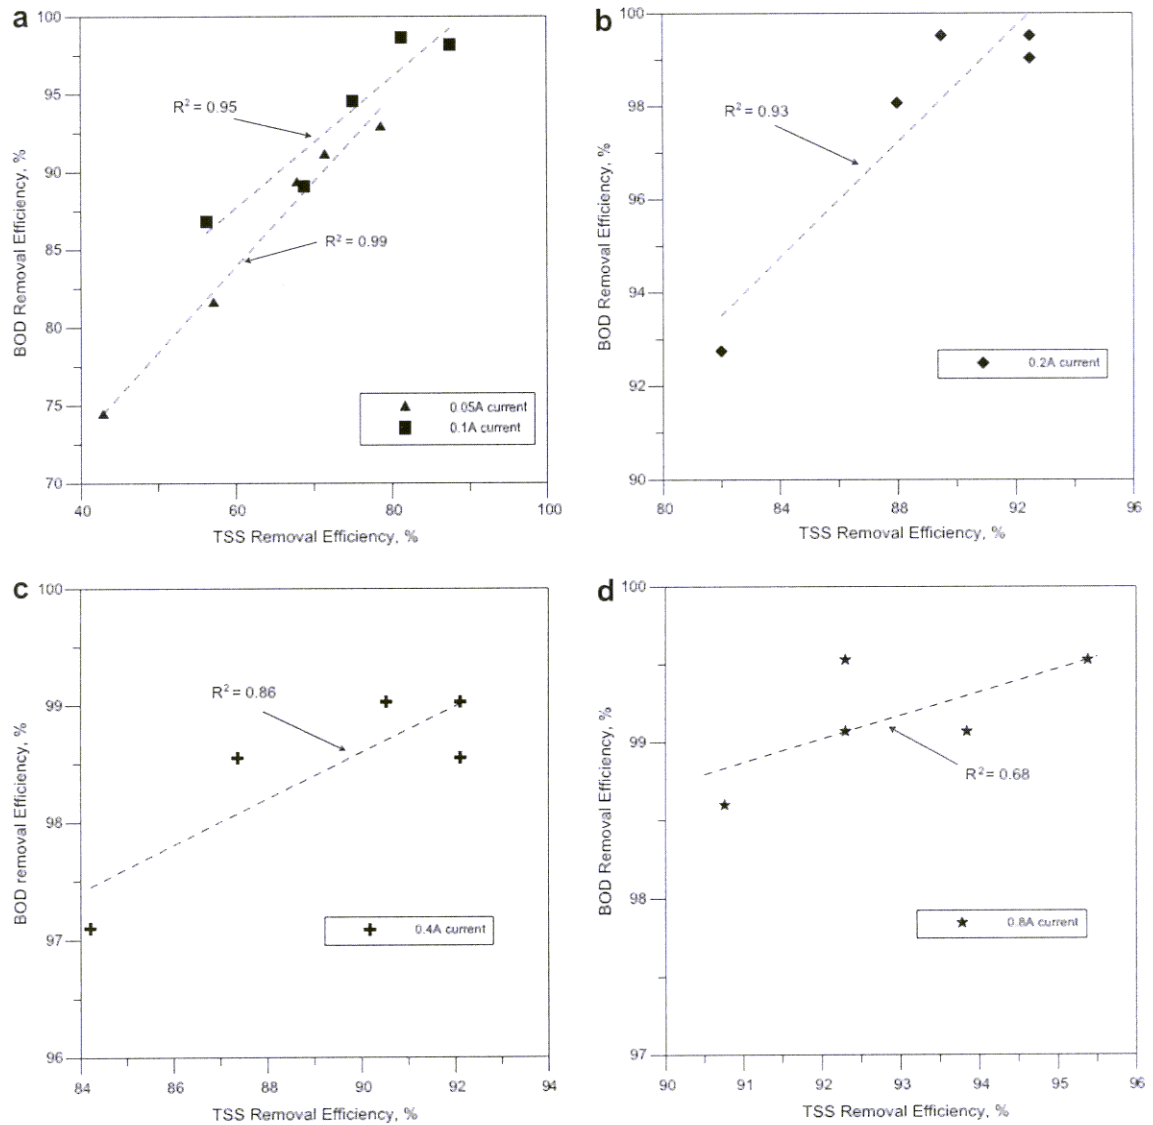 a
100
95
90
85
80
75
70
BOD Removal Efficiency, %
R² = 0.95
R² = 0.99
0.05A current
0.1A current
40 60 80 100
TSS Removal Efficiency, %
b
100
98
96
94
92
90
BOD Removal Efficiency, %
R² = 0.93
0.2A current
80 84 88 92 96
TSS Removal Efficiency, %
c
100
99
98
97
96
BOD removal Efficiency, %
R² = 0.86
0.4A current
84 86 88 90 92 94
TSS Removal Efficiency, %
d
100
99
98
97
BOD Removal Efficiency, %
R² = 0.68
0.8A current
90 91 92 93 94 95 96
TSS Removal Efficiency, %